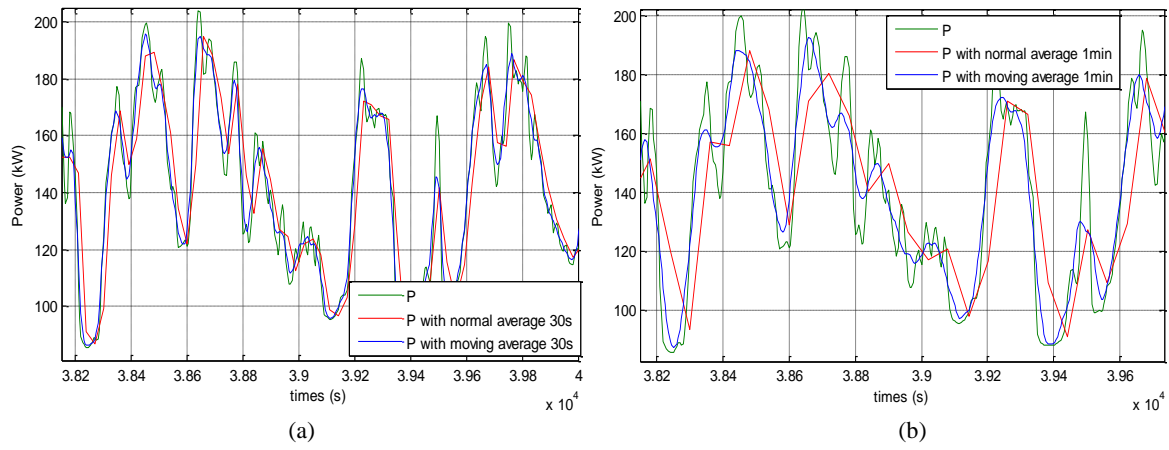 200
180
160
140
120
100
Power (kW)
P
P with normal average 30s
P with moving average 30s
3.82
3.84
3.86
3.88
3.9
3.92
3.94
3.96
3.98
4
times (s)
x 10^4
(a)
200
180
160
140
120
100
Power (kW)
P
P with normal average 1min
P with moving average 1min
3.82
3.84
3.86
3.88
3.9
3.92
3.94
3.96
times (s)
x 10^4
(b)